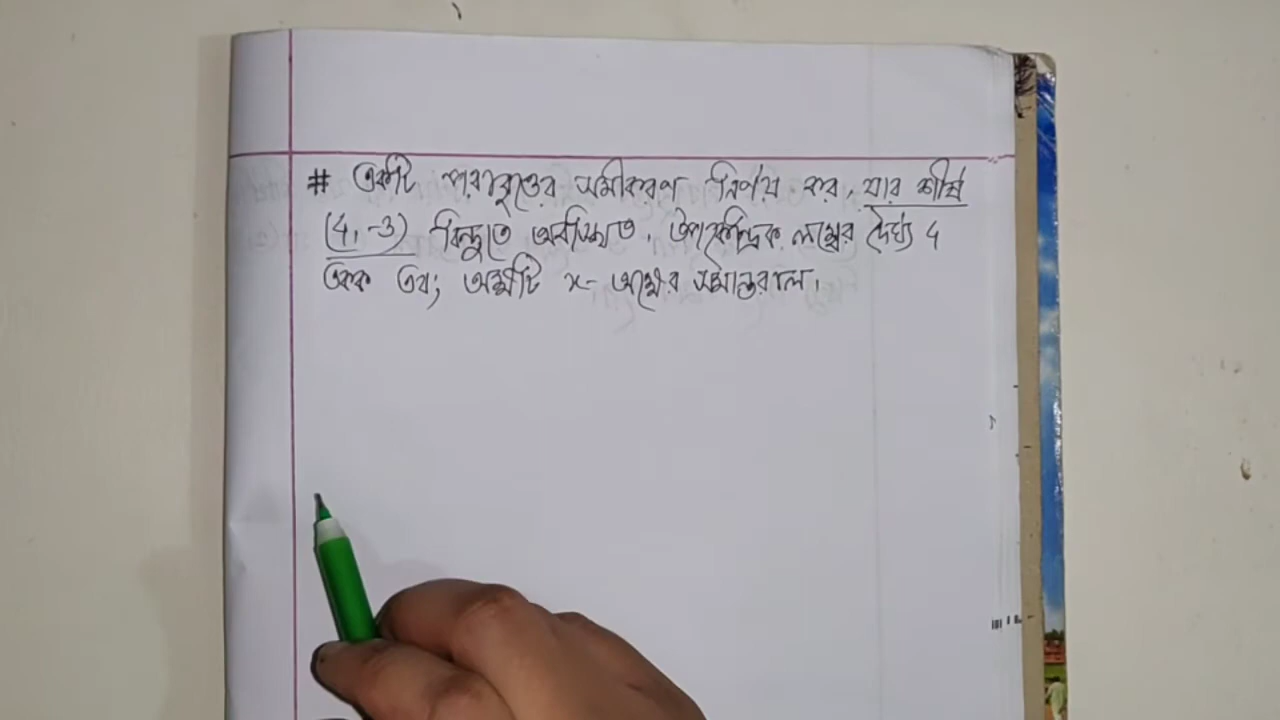 # একটি পরাবৃত্তের সমীকরণ নির্ণয় কর, যার শীর্ষ
(4, -3) বিন্দুতে অবস্থিত, উপকেন্দ্রিক লম্বের দৈর্ঘ্য 4
একক এবং অক্ষটি x- অক্ষের সমান্তরাল।